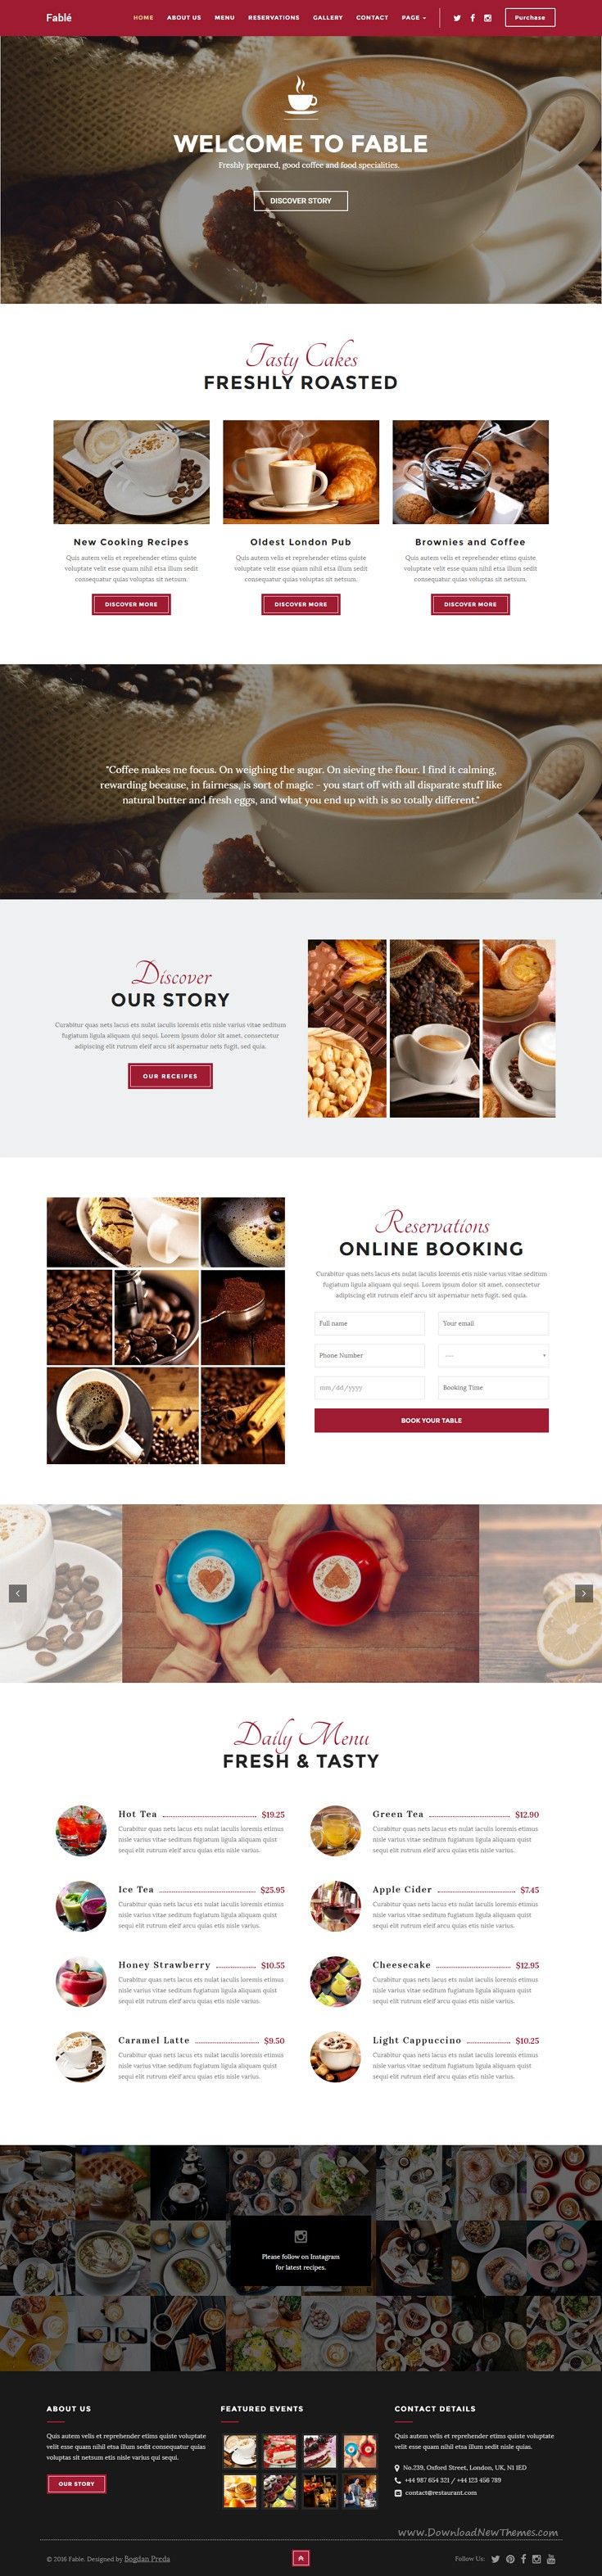 Fablé
HOME ABOUT US MENU RESERVATIONS GALLERY CONTACT PAGE
Purchase
WELCOME TO FABLE
Freshly prepared, good coffee and food specialities.
DISCOVER STORY
Tasty Cakes
FRESHLY ROASTED
New Cooking Recipes
Quis autem velis et reprehender etims quiste
voluptate velit esse quam nihil etsa illum sedit
consequatur quias voluptas sit netsum.
DISCOVER MORE
Oldest London Pub
Quis autem velis et reprehender etims quiste
voluptate velit esse quam nihil etsa illum sedit
consequatur quias voluptas sit netsum.
DISCOVER MORE
Brownies and Coffee
Quis autem velis et reprehender etims quiste
voluptate velit esse quam nihil etsa illum sedit
consequatur quias voluptas sit netsum.
DISCOVER MORE
"Coffee makes me focus. On weighing the sugar. On sieving the flour. I find it calming,
rewarding because, in fairness, is sort of magic - you start off with all disparate stuff like
natural butter and fresh eggs, and what you end up with is so totally different."
Discover
OUR STORY
Curabitur quas nets lacus ets nulat iaculis loremis etis nisle varius vitae seditum
fugiatum ligula aliquam qui sequi. Lorem ipsum dolor sit amet, consectetur
adipiscing elit rutrum eleif arcu sit aspernatur nets fugit, sed quia.
OUR RECEIPES
Reservations
ONLINE BOOKING
Curabitur quas nets lacus ets nulat iaculis loremis etis nisle varius vitae seditum
fugiatum ligula aliquam qui sequi. Lorem ipsum dolor sit amet, consectetur
adipiscing elit rutrum eleif arcu sit aspernatur nets fugit, sed quia.
Full name
Your email
Phone Number
---
mm/dd/yyyy
Booking Time
BOOK YOUR TABLE
Daily Menu
FRESH & TASTY
Hot Tea $19.25
Curabitur quas nets lacus ets nulat iaculis loremis etimus
nisle varius vitae seditum fugiatum ligula aliquam quist
sequi elit rutrum eleif arcu quias etis nisle varius.
Green Tea $12.90
Curabitur quas nets lacus ets nulat iaculis loremis etimus
nisle varius vitae seditum fugiatum ligula aliquam quist
sequi elit rutrum eleif arcu quias etis nisle varius.
Ice Tea $25.95
Curabitur quas nets lacus ets nulat iaculis loremis etimus
nisle varius vitae seditum fugiatum ligula aliquam quist
sequi elit rutrum eleif arcu quias etis nisle varius.
Apple Cider $7.45
Curabitur quas nets lacus ets nulat iaculis loremis etimus
nisle varius vitae seditum fugiatum ligula aliquam quist
sequi elit rutrum eleif arcu quias etis nisle varius.
Honey Strawberry $10.55
Curabitur quas nets lacus ets nulat iaculis loremis etimus
nisle varius vitae seditum fugiatum ligula aliquam quist
sequi elit rutrum eleif arcu quias etis nisle varius.
Cheesecake $12.95
Curabitur quas nets lacus ets nulat iaculis loremis etimus
nisle varius vitae seditum fugiatum ligula aliquam quist
sequi elit rutrum eleif arcu quias etis nisle varius.
Caramel Latte $9.50
Curabitur quas nets lacus ets nulat iaculis loremis etimus
nisle varius vitae seditum fugiatum ligula aliquam quist
sequi elit rutrum eleif arcu quias etis nisle varius.
Light Cappuccino $10.25
Curabitur quas nets lacus ets nulat iaculis loremis etimus
nisle varius vitae seditum fugiatum ligula aliquam quist
sequi elit rutrum eleif arcu quias etis nisle varius.
Please follow on Instagram
for latest recipes.
ABOUT US
Quis autem velis et reprehender etims quiste voluptate
velit esse quam nihil etsa illum sedit consequatur quias
voluptas sit netsum etis nisle varius qui sequi.
OUR STORY
FEATURED EVENTS
CONTACT DETAILS
Quis autem velis et reprehender etims quiste voluptate
velit esse quam nihil etsa illum sedit nisle quias.
No.239, Oxford Street, London, UK, N1 1ED
+44 987 654 321 / +44 123 456 789
contact@restaurant.com
www.DownloadNewThemes.com
© 2016 Fable. Designed by Bogdan Preda
Follow Us: